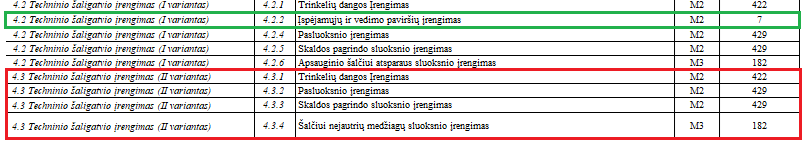 4.2 Techninio šaligatvio įrengimas (I variantas) 4.2.1 Trinkelių dangos Įrengimas M2 422
4.2 Techninio šaligatvio įrengimas (I variantas) 4.2.2 Įspėjamųjų ir vedimo paviršių įrengimas M2 7
4.2 Techninio šaligatvio įrengimas (I variantas) 4.2.4 Pasluoksnio įrengimas M2 429
4.2 Techninio šaligatvio įrengimas (I variantas) 4.2.5 Skaldos pagrindo sluoksnio įrengimas M2 429
4.2 Techninio šaligatvio įrengimas (I variantas) 4.2.6 Apsauginio šalčiui atsparaus sluoksnio įrengimas M3 182
4.3 Techninio šaligatvio įrengimas (II variantas) 4.3.1 Trinkelių dangos Įrengimas M2 422
4.3 Techninio šaligatvio įrengimas (II variantas) 4.3.2 Pasluoksnio įrengimas M2 429
4.3 Techninio šaligatvio įrengimas (II variantas) 4.3.3 Skaldos pagrindo sluoksnio įrengimas M2 429
4.3 Techninio šaligatvio įrengimas (II variantas) 4.3.4 Šalčiui nejautrių medžiagų sluoksnio įrengimas M3 182